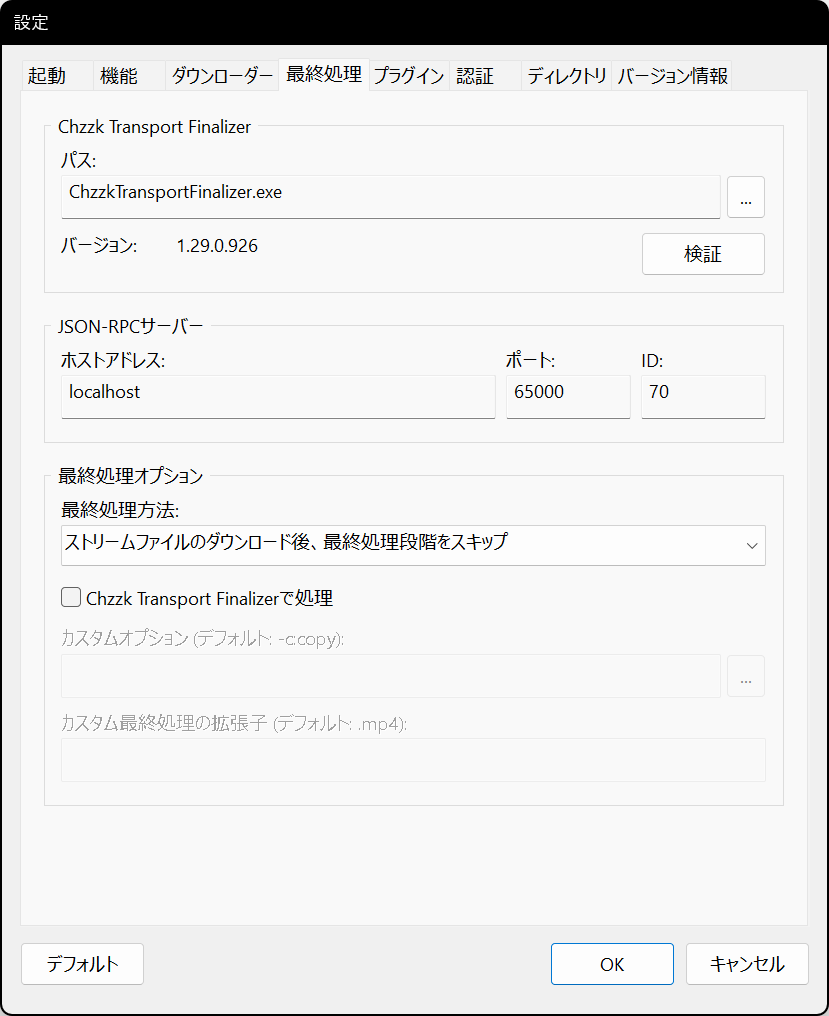 設定
起動 機能 ダウンローダー 最終処理 プラグイン 認証 ディレクトリ バージョン情報
Chzzk Transport Finalizer
パス:
ChzzkTransportFinalizer.exe ...
バージョン: 1.29.0.926
検証
JSON-RPCサーバー
ホストアドレス: ポート: ID:
localhost 65000 70
最終処理オプション
最終処理方法:
ストリームファイルのダウンロード後、最終処理段階をスキップ
Chzzk Transport Finalizerで処理
カスタムオプション (デフォルト: -c:copy):
...
カスタム最終処理の拡張子 (デフォルト: .mp4):
デフォルト OK キャンセル